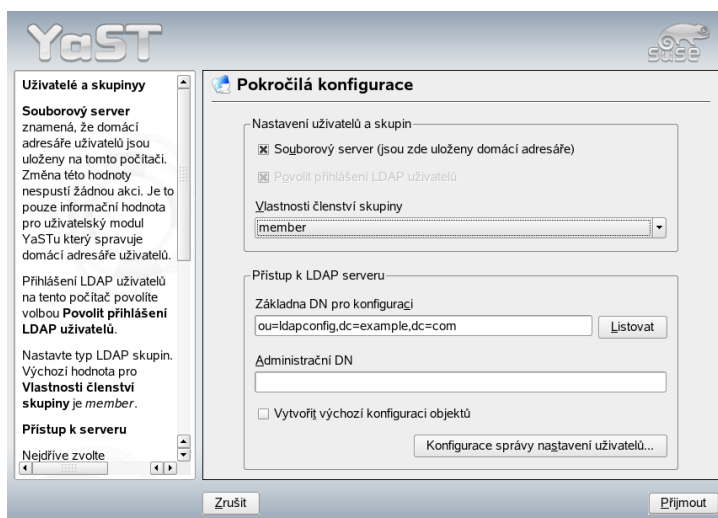 YaST
SUSE
Uživatelé a skupinyy
Souborový server
znamená, že domácí
adresáře uživatelů jsou
uloženy na tomto počítači.
Změna této hodnoty
nespustí žádnou akci. Je to
pouze informační hodnota
pro uživatelský modul
YaSTu který spravuje
domácí adresáře uživatelů.
Přihlášení LDAP uživatelů
na tento počítač povolíte
volbou Povolit přihlášení
LDAP uživatelů.
Nastavte typ LDAP skupin.
Výchozí hodnota pro
Vlastnosti členství
skupiny je member.
Přístup k serveru
Nejdříve zvolte
Pokročilá konfigurace
Nastavení uživatelů a skupin
Souborový server (jsou zde uloženy domácí adresáře)
Povolit přihlášení LDAP uživatelů
Vlastnosti členství skupiny
member
Přístup k LDAP serveru
Základna DN pro konfiguraci
ou=ldapconfig,dc=example,dc=com
Listovat
Administrační DN
Vytvořit výchozí konfiguraci objektů
Konfigurace správy nastavení uživatelů...
Zrušit
Přijmout